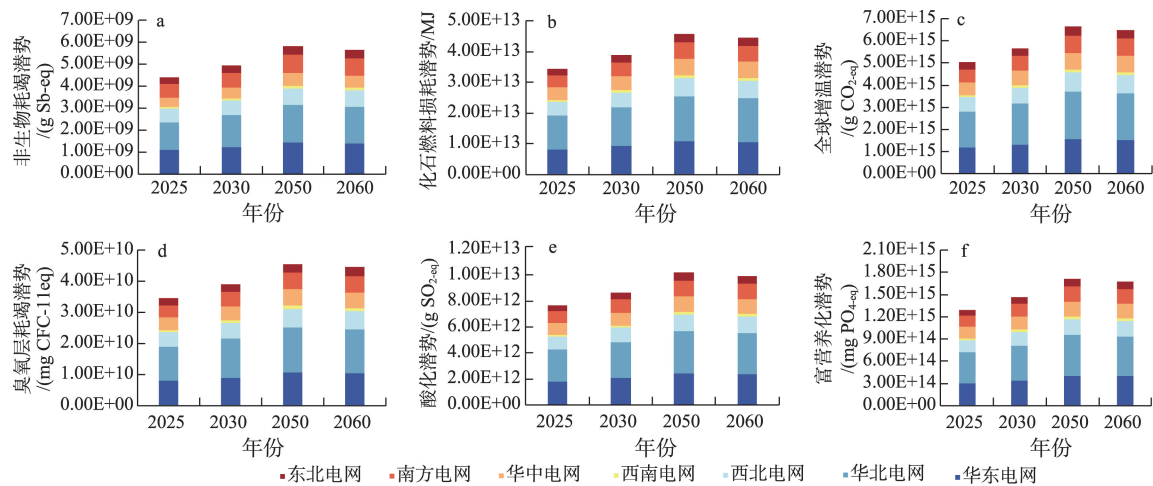 a
非生物耗竭潜势
/(g Sb-eq)
7.00E+09
6.00E+09
5.00E+09
4.00E+09
3.00E+09
2.00E+09
1.00E+09
0.00E+00
2025 2030 2050 2060
年份
b
化石燃料损耗潜势/MJ
5.00E+13
4.00E+13
3.00E+13
2.00E+13
1.00E+13
0.00E+00
2025 2030 2050 2060
年份
c
全球增温潜势
/(g CO2-eq)
7.00E+15
6.00E+15
5.00E+15
4.00E+15
3.00E+15
2.00E+15
1.00E+15
0.00E+00
2025 2030 2050 2060
年份
d
臭氧层耗竭潜势
/(mg CFC-11eq)
5.00E+10
4.00E+10
3.00E+10
2.00E+10
1.00E+10
0.00E+00
2025 2030 2050 2060
年份
e
酸化潜势/(g SO2-eq)
1.20E+13
1.00E+13
8.00E+12
6.00E+12
4.00E+12
2.00E+12
0.00E+00
2025 2030 2050 2060
年份
f
富营养化潜势
/(mg PO4-eq)
2.10E+15
1.80E+15
1.50E+15
1.20E+15
9.00E+14
6.00E+14
3.00E+14
0.00E+00
2025 2030 2050 2060
年份
东北电网 南方电网 华中电网 西南电网 西北电网 华北电网 华东电网